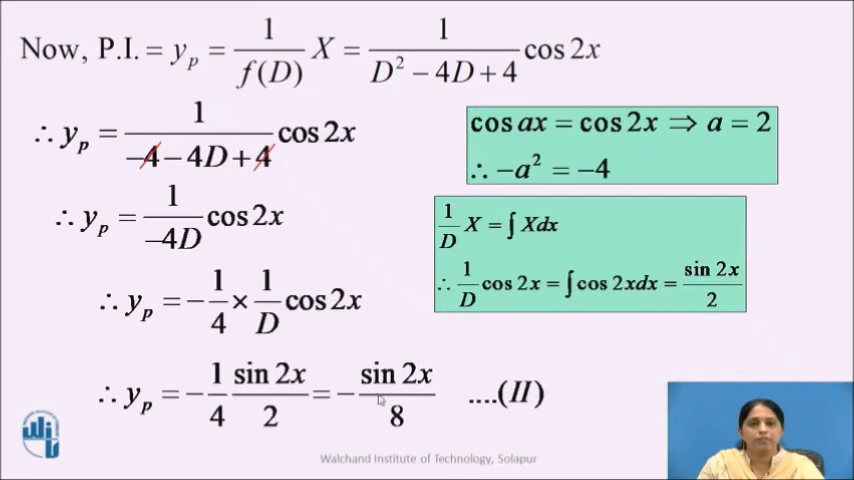 Now, P.I. = y_p = 1/f(D) X = 1/(D² − 4D + 4) cos 2x
∴ y_p = 1/(−4 − 4D + 4) cos 2x
cos ax = cos 2x ⇒ a = 2
∴ −a² = −4
∴ y_p = 1/(−4D) cos 2x
1/D X = ∫ X dx
∴ 1/D cos 2x = ∫ cos 2x dx = sin 2x/2
∴ y_p = − 1/4 × 1/D cos 2x
∴ y_p = − 1/4 sin 2x/2 = − sin 2x/8 ....(II)
Walchand Institute of Technology, Solapur